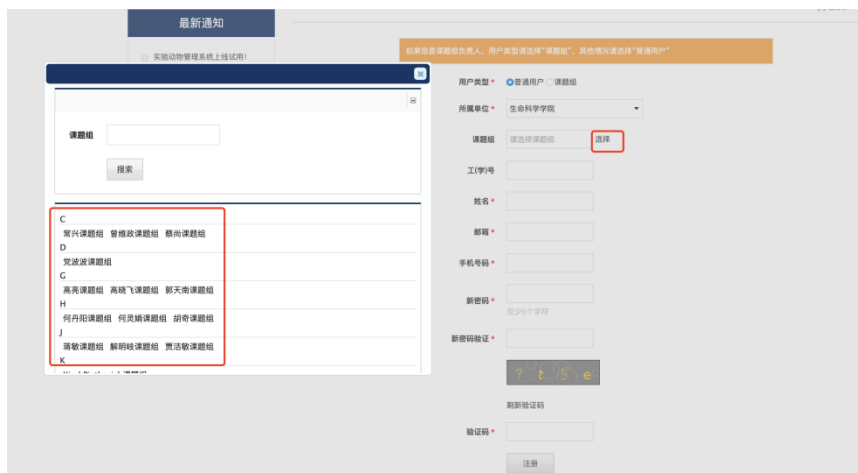 最新通知
实验动物管理系统上线试用!
如果您是课题组负责人，用户类型请选择"课题组"，其他情况请选择"普通用户"
用户类型* 普通用户 课题组
所属单位* 生命科学学院
课题组 请选择课题组 选择
工(学)号
姓名*
邮箱*
手机号码*
新密码*
至少6个字符
新密码验证*
? t S e
刷新验证码
验证码*
注册
课题组
搜索
C
常兴课题组 曾维政课题组 蔡尚课题组
D
党波波课题组
G
高亮课题组 高晓飞课题组 郭天南课题组
H
何丹阳课题组 何灵娟课题组 胡奇课题组
J
蒋敏课题组 解明岐课题组 贾洁敏课题组
K